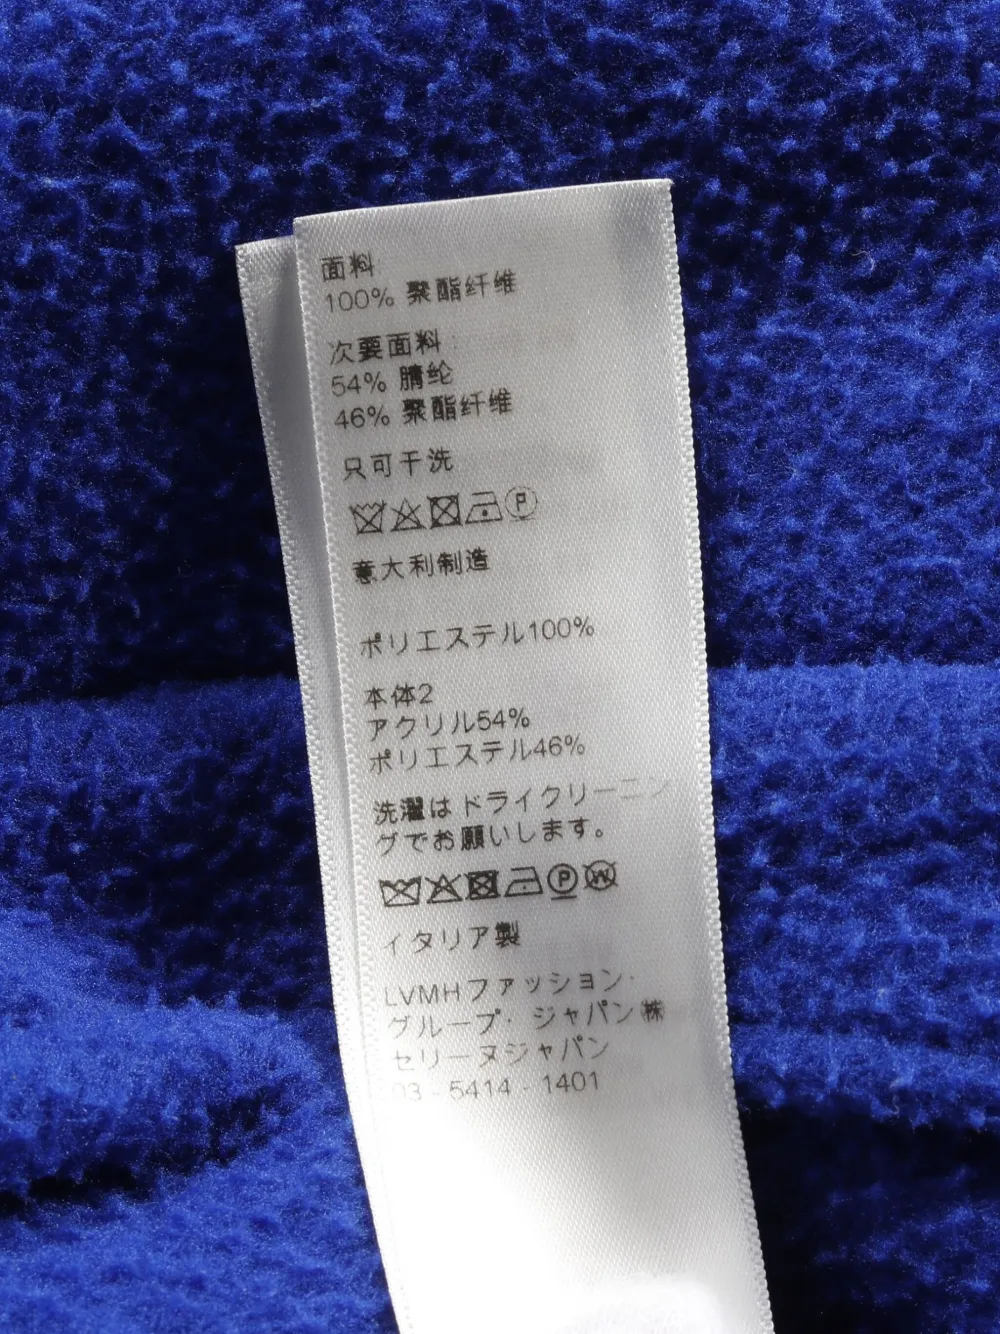 面料:
100% 聚酯纤维
次要面料:
54% 腈纶
46% 聚酯纤维
只可干洗
P
意大利制造
ポリエステル100%
本体2
アクリル54%
ポリエステル46%
洗濯はドライクリーニン
グでお願いします。
P W
イタリア製
LVMHファッション・
グループ・ジャパン㈱
セリーヌジャパン
03 - 5414 - 1401